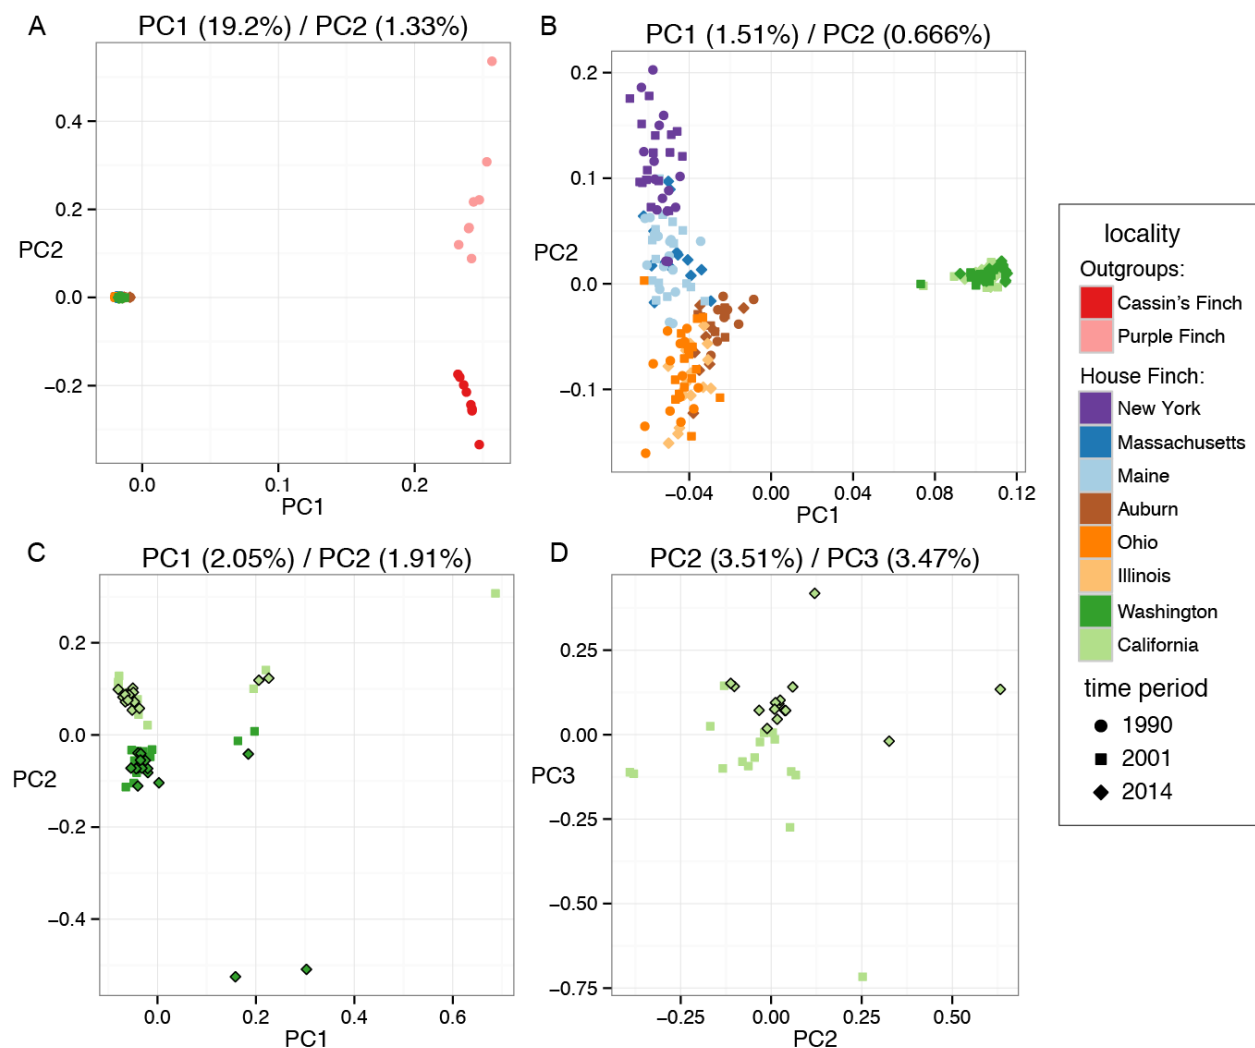 A
PC1 (19.2%) / PC2 (1.33%)
0.4
0.2
PC2
0.0
−0.2
0.0
0.1
0.2
PC1
B
PC1 (1.51%) / PC2 (0.666%)
0.2
0.1
PC2
0.0
−0.1
−0.04
0.00
0.04
0.08
0.12
PC1
C
PC1 (2.05%) / PC2 (1.91%)
0.2
0.0
PC2
−0.2
−0.4
0.0
0.2
0.4
0.6
PC1
D
PC2 (3.51%) / PC3 (3.47%)
0.25
0.00
PC3
−0.25
−0.50
−0.75
−0.25
0.00
0.25
0.50
PC2
locality
Outgroups:
Cassin's Finch
Purple Finch
House Finch:
New York
Massachusetts
Maine
Auburn
Ohio
Illinois
Washington
California
time period
1990
2001
2014